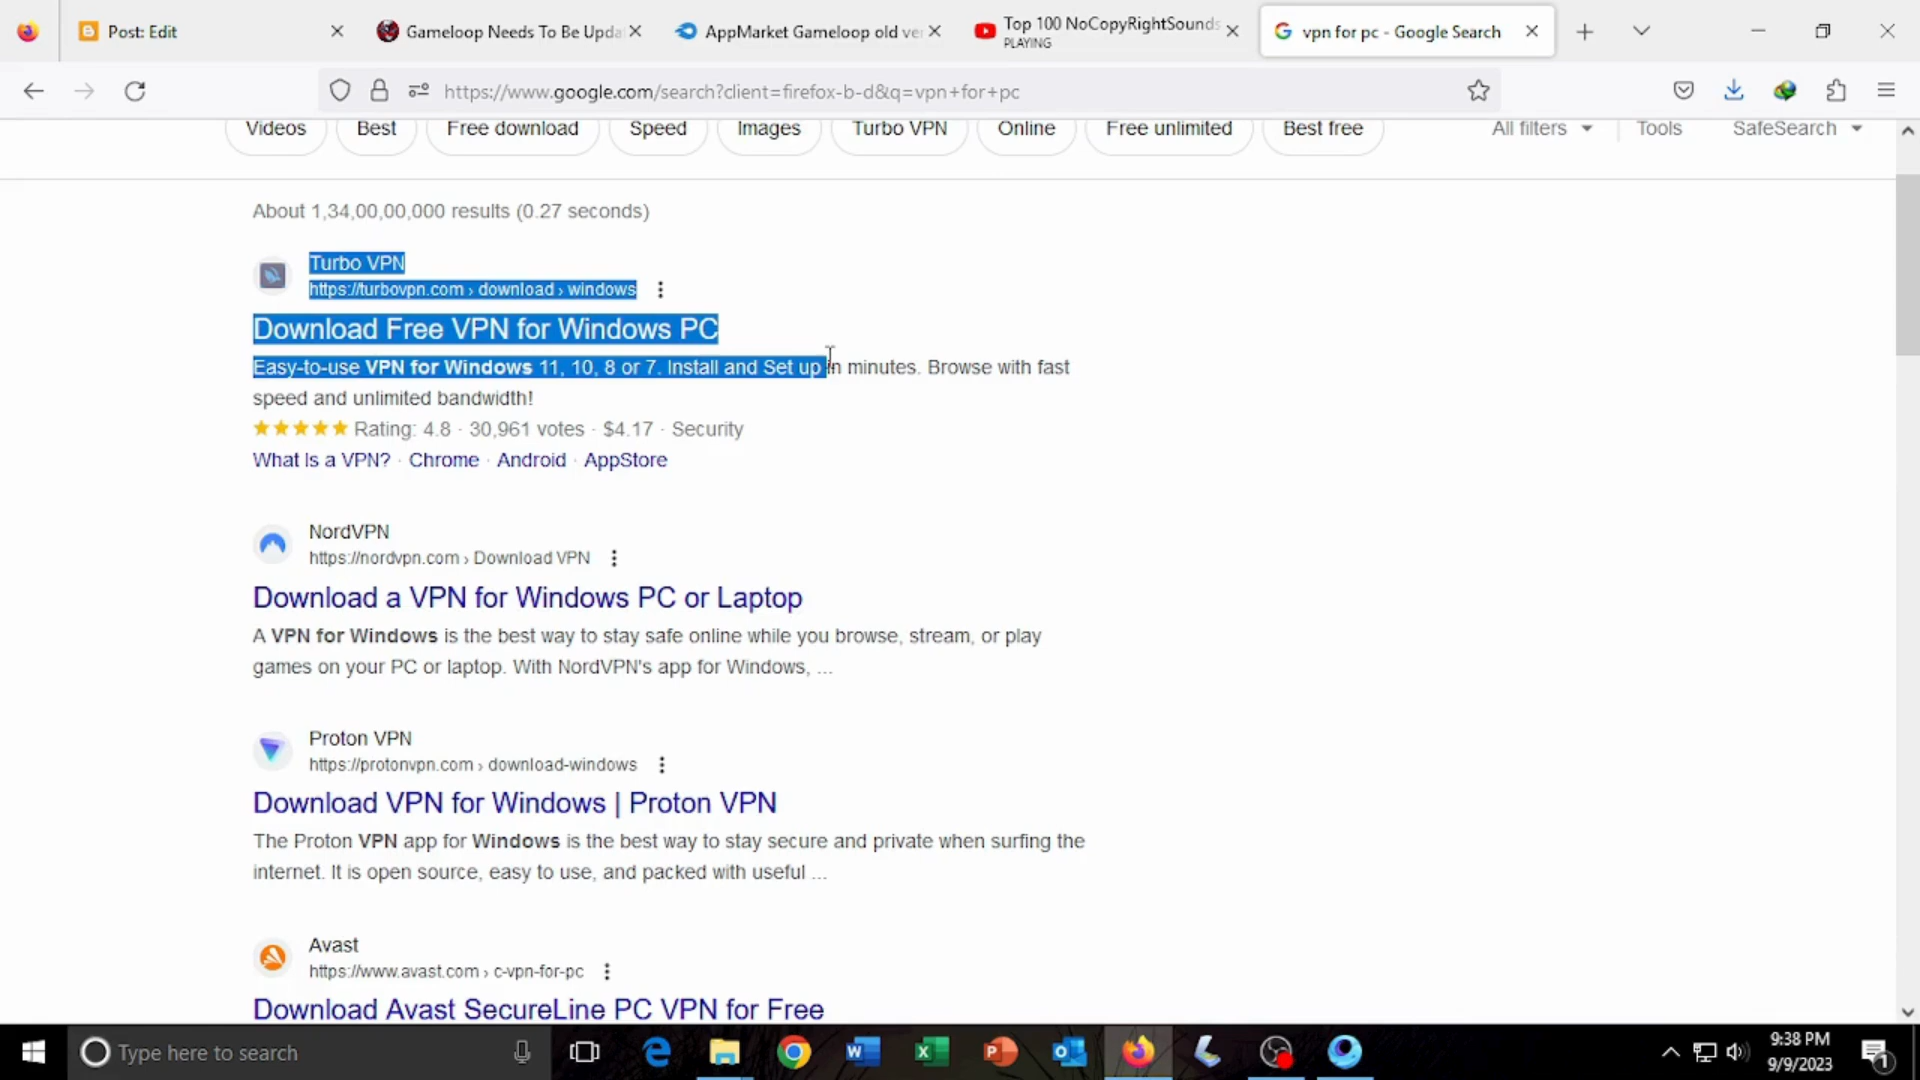 Post: Edit
Gameloop Needs To Be Upda
AppMarket Gameloop old ve
Top 100 NoCopyRightSounds
PLAYING
vpn for pc - Google Search
https://www.google.com/search?client=firefox-b-d&q=vpn+for+pc
Videos
Best
Free download
Speed
Images
Turbo VPN
Online
Free unlimited
Best free
All filters
Tools
SafeSearch
About 1,34,00,00,000 results (0.27 seconds)
Turbo VPN
https://turbovpn.com › download › windows
Download Free VPN for Windows PC
Easy-to-use VPN for Windows 11, 10, 8 or 7. Install and Set up in minutes. Browse with fast
speed and unlimited bandwidth!
Rating: 4.8 · 30,961 votes · $4.17 · Security
What Is a VPN? · Chrome · Android · AppStore
NordVPN
https://nordvpn.com › Download VPN
Download a VPN for Windows PC or Laptop
A VPN for Windows is the best way to stay safe online while you browse, stream, or play
games on your PC or laptop. With NordVPN's app for Windows, ...
Proton VPN
https://protonvpn.com › download-windows
Download VPN for Windows | Proton VPN
The Proton VPN app for Windows is the best way to stay secure and private when surfing the
internet. It is open source, easy to use, and packed with useful ...
Avast
https://www.avast.com › c-vpn-for-pc
Download Avast SecureLine PC VPN for Free
Type here to search
9:38 PM
9/9/2023
1